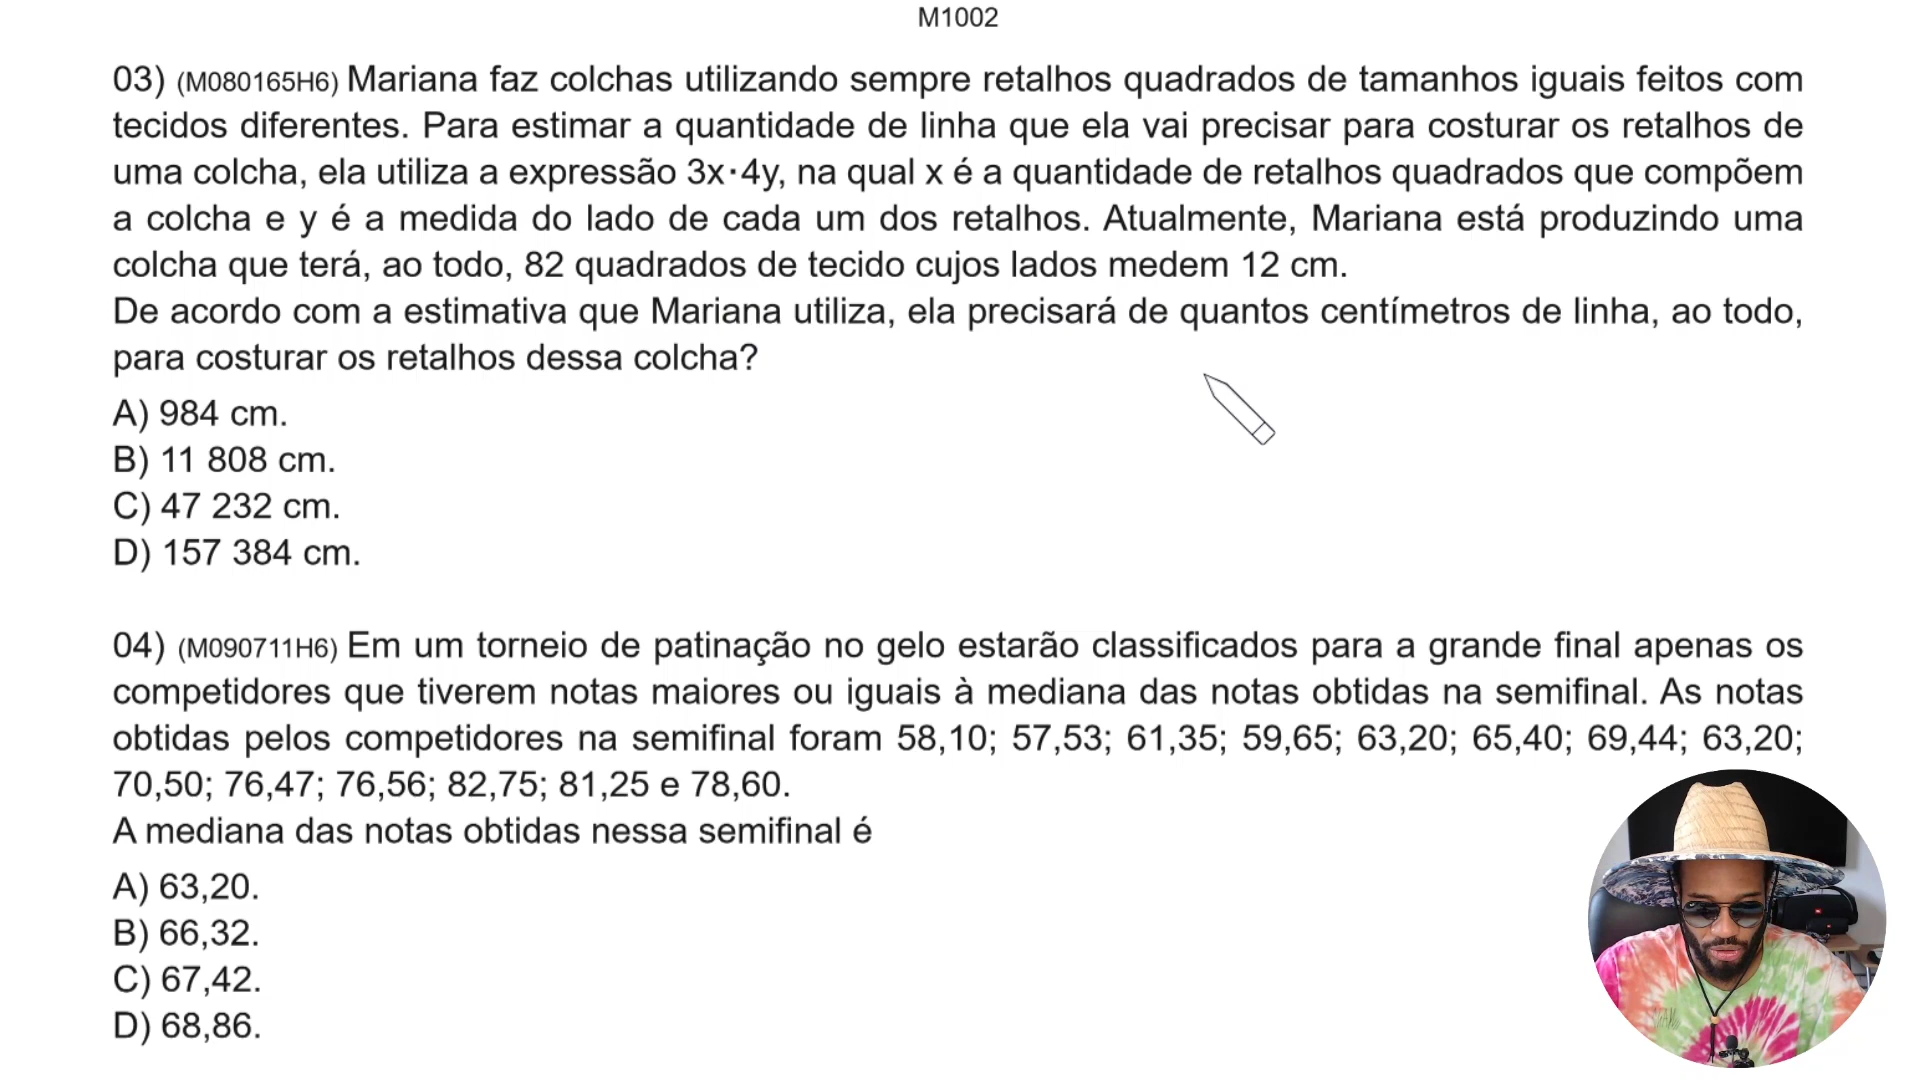 M1002
03) (M080165H6) Mariana faz colchas utilizando sempre retalhos quadrados de tamanhos iguais feitos com
tecidos diferentes. Para estimar a quantidade de linha que ela vai precisar para costurar os retalhos de
uma colcha, ela utiliza a expressão 3x·4y, na qual x é a quantidade de retalhos quadrados que compõem
a colcha e y é a medida do lado de cada um dos retalhos. Atualmente, Mariana está produzindo uma
colcha que terá, ao todo, 82 quadrados de tecido cujos lados medem 12 cm.
De acordo com a estimativa que Mariana utiliza, ela precisará de quantos centímetros de linha, ao todo,
para costurar os retalhos dessa colcha?
A) 984 cm.
B) 11 808 cm.
C) 47 232 cm.
D) 157 384 cm.
04) (M090711H6) Em um torneio de patinação no gelo estarão classificados para a grande final apenas os
competidores que tiverem notas maiores ou iguais à mediana das notas obtidas na semifinal. As notas
obtidas pelos competidores na semifinal foram 58,10; 57,53; 61,35; 59,65; 63,20; 65,40; 69,44; 63,20;
70,50; 76,47; 76,56; 82,75; 81,25 e 78,60.
A mediana das notas obtidas nessa semifinal é
A) 63,20.
B) 66,32.
C) 67,42.
D) 68,86.